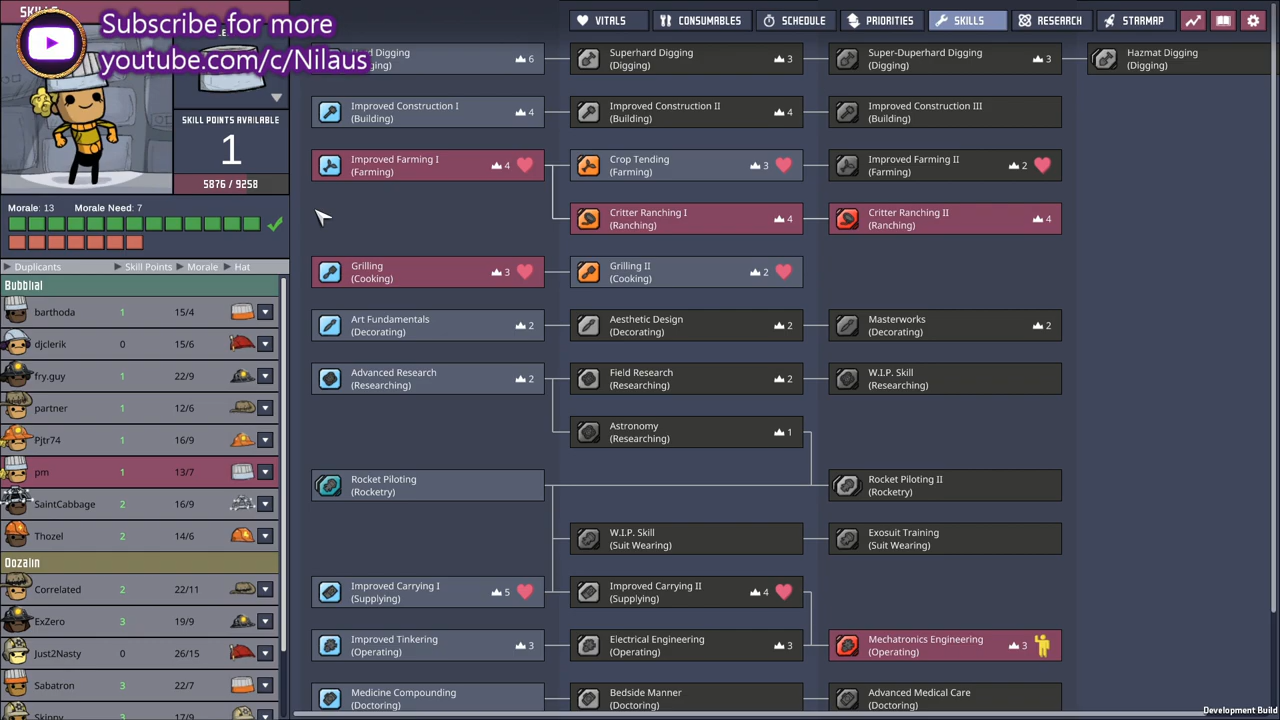 SKILLS
Subscribe for more
youtube.com/c/Nilaus
VITALS
CONSUMABLES
SCHEDULE
PRIORITIES
SKILLS
RESEARCH
STARMAP
SKILL POINTS AVAILABLE
1
5876 / 9258
Morale: 13 Morale Need: 7
Duplicants Skill Points Morale Hat
Bubblial
barthoda 1 15/4
djclerik 0 15/6
fry.guy 1 22/9
partner 1 12/6
Pjtr74 1 16/9
pm 1 13/7
SaintCabbage 2 16/9
Thozel 2 14/6
Oozalin
Correlated 2 22/11
ExZero 3 19/9
Just2Nasty 0 26/15
Sabatron 3 22/7
Skippy 3 17/9
Hard Digging
(Digging)
6
Superhard Digging
(Digging)
3
Super-Duperhard Digging
(Digging)
3
Hazmat Digging
(Digging)
Improved Construction I
(Building)
4
Improved Construction II
(Building)
4
Improved Construction III
(Building)
Improved Farming I
(Farming)
4
Crop Tending
(Farming)
3
Improved Farming II
(Farming)
2
Critter Ranching I
(Ranching)
4
Critter Ranching II
(Ranching)
4
Grilling
(Cooking)
3
Grilling II
(Cooking)
2
Art Fundamentals
(Decorating)
2
Aesthetic Design
(Decorating)
2
Masterworks
(Decorating)
2
Advanced Research
(Researching)
2
Field Research
(Researching)
2
W.I.P. Skill
(Researching)
Astronomy
(Researching)
1
Rocket Piloting
(Rocketry)
Rocket Piloting II
(Rocketry)
W.I.P. Skill
(Suit Wearing)
Exosuit Training
(Suit Wearing)
Improved Carrying I
(Supplying)
5
Improved Carrying II
(Supplying)
4
Improved Tinkering
(Operating)
3
Electrical Engineering
(Operating)
3
Mechatronics Engineering
(Operating)
3
Medicine Compounding
(Doctoring)
Bedside Manner
(Doctoring)
Advanced Medical Care
(Doctoring)
Development Build